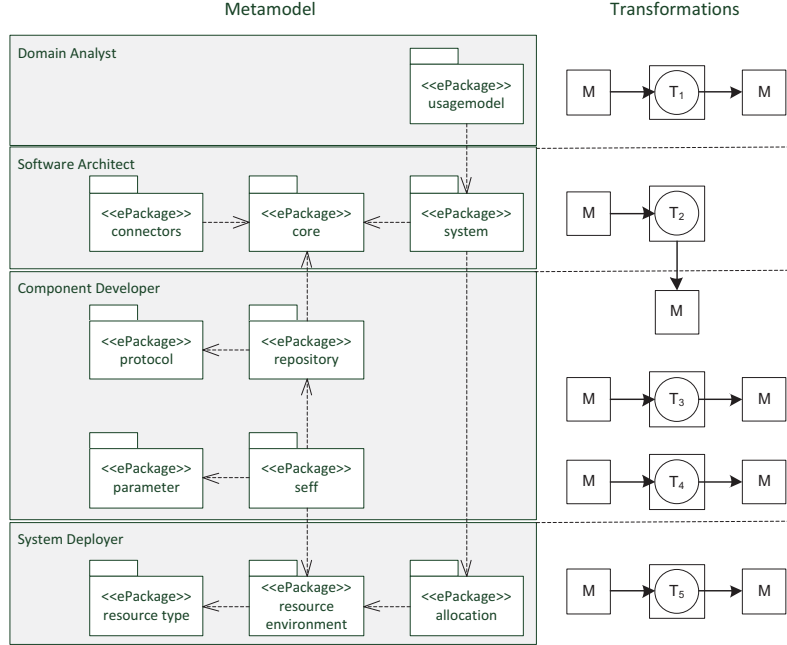 Metamodel
Transformations
Domain Analyst
<<ePackage>>
usagemodel
M
T1
M
Software Architect
<<ePackage>>
connectors
<<ePackage>>
core
<<ePackage>>
system
M
T2
M
Component Developer
<<ePackage>>
protocol
<<ePackage>>
repository
M
T3
M
<<ePackage>>
parameter
<<ePackage>>
seff
M
T4
M
System Deployer
<<ePackage>>
resource type
<<ePackage>>
resource
environment
<<ePackage>>
allocation
M
T5
M